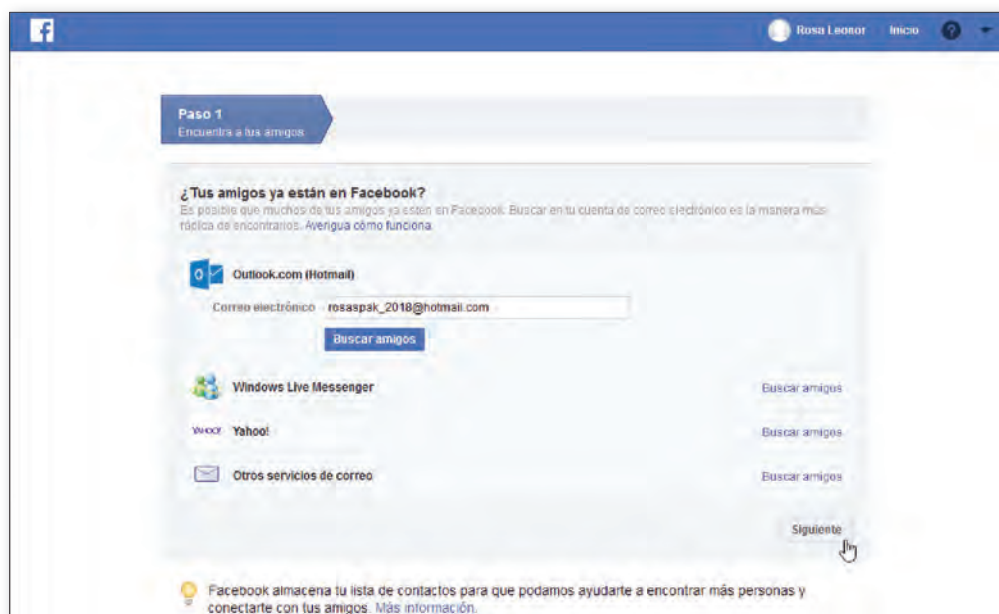 f
Rosa Leonor Inicio ?
Paso 1
Encuentra a tus amigos
¿Tus amigos ya están en Facebook?
Es posible que muchos de tus amigos ya estén en Facebook. Buscar en tu cuenta de correo electrónico es la manera más
rápida de encontrarlos. Averigua cómo funciona.
Outlook.com (Hotmail)
Correo electrónico rosaspak_2018@hotmail.com
Buscar amigos
Windows Live Messenger Buscar amigos
YAHOO! Yahoo! Buscar amigos
Otros servicios de correo Buscar amigos
Siguiente
Facebook almacena tu lista de contactos para que podamos ayudarte a encontrar más personas y
conectarte con tus amigos. Más información.